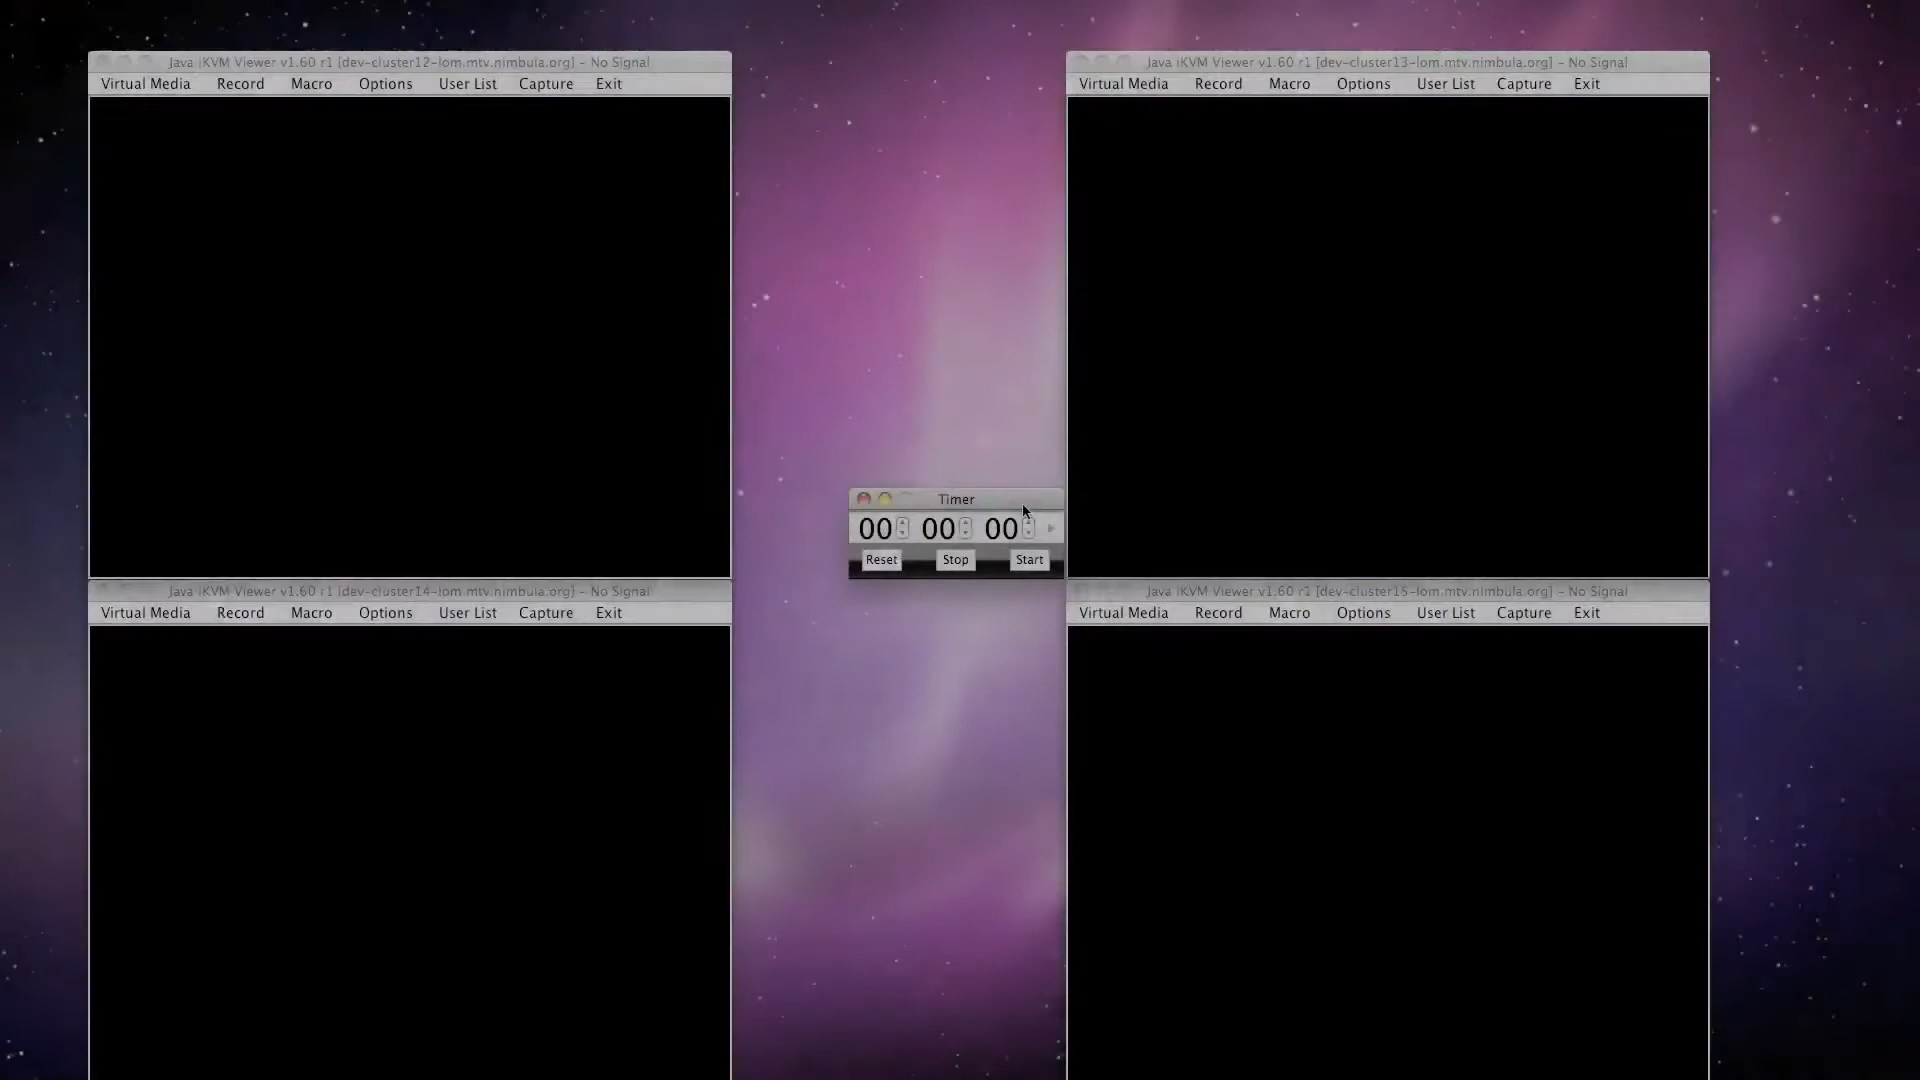 Java iKVM Viewer v1.60 r1 [dev-cluster12-lom.mtv.nimbula.org] - No Signal
Virtual Media Record Macro Options User List Capture Exit
Java iKVM Viewer v1.60 r1 [dev-cluster13-lom.mtv.nimbula.org] - No Signal
Virtual Media Record Macro Options User List Capture Exit
Timer
00 00 00
Reset Stop Start
Java iKVM Viewer v1.60 r1 [dev-cluster14-lom.mtv.nimbula.org] - No Signal
Virtual Media Record Macro Options User List Capture Exit
Java iKVM Viewer v1.60 r1 [dev-cluster15-lom.mtv.nimbula.org] - No Signal
Virtual Media Record Macro Options User List Capture Exit